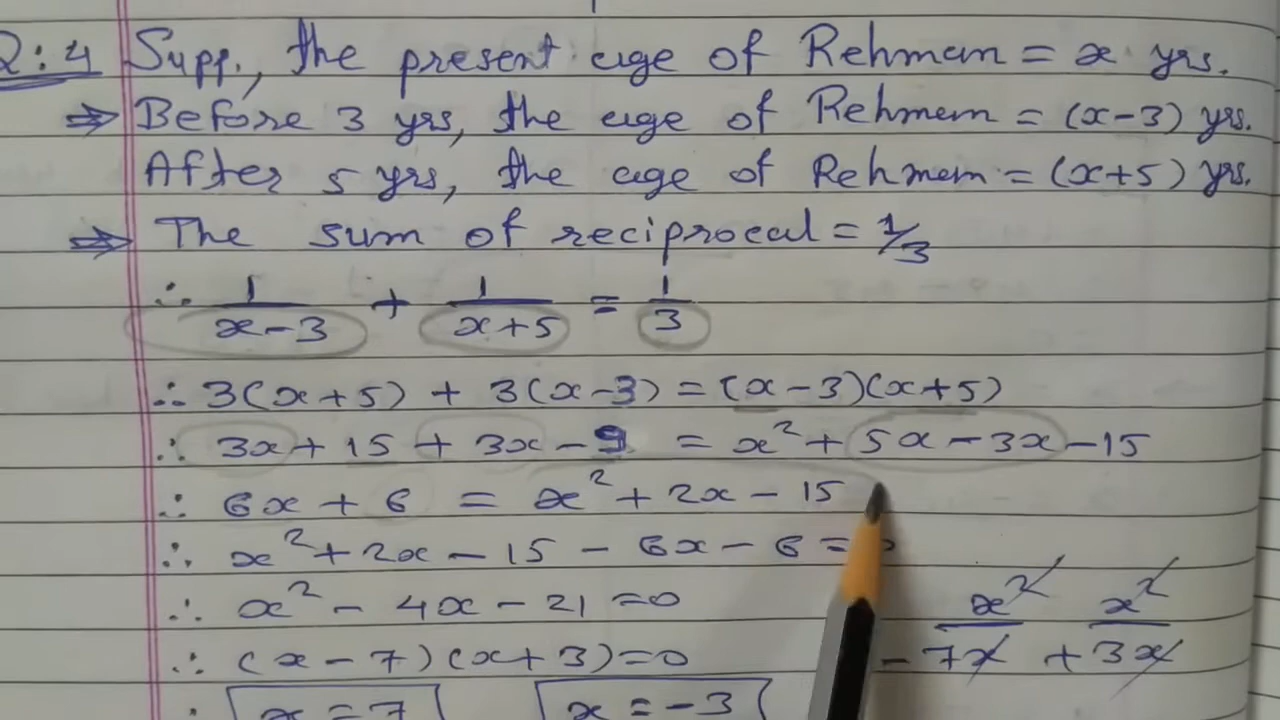 Q:4 Supp., the present age of Rehman = x yrs.
⇒ Before 3 yrs, the age of Rehman = (x-3) yrs.
After 5 yrs, the age of Rehman = (x+5) yrs.
⇒ The sum of reciprocal = 1/3
∴ 1/(x-3) + 1/(x+5) = 1/3
∴ 3(x+5) + 3(x-3) = (x-3)(x+5)
∴ 3x + 15 + 3x - 9 = x² + 5x - 3x - 15
∴ 6x + 6 = x² + 2x - 15
∴ x² + 2x - 15 - 6x - 6 = 0
∴ x² - 4x - 21 = 0
x²/-7x + x²/+3x
∴ (x-7)(x+3) = 0
∴ x = 7 x = -3